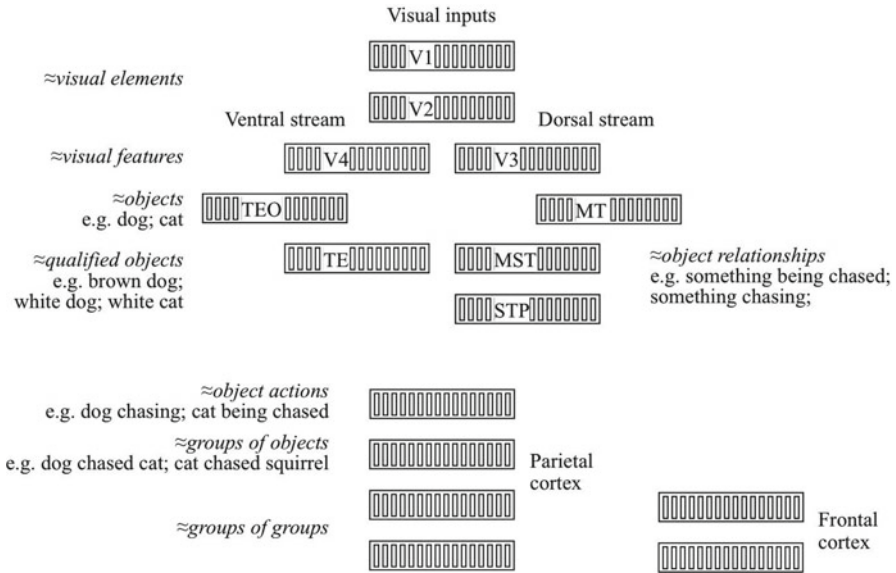 Visual inputs
V1
≈visual elements
V2
Ventral stream
Dorsal stream
≈visual features
V4
V3
≈objects
e.g. dog; cat
TEO
MT
≈qualified objects
e.g. brown dog;
white dog; white cat
TE
MST
≈object relationships
e.g. something being chased;
something chasing;
STP
≈object actions
e.g. dog chasing; cat being chased
≈groups of objects
e.g. dog chased cat; cat chased squirrel
Parietal
cortex
≈groups of groups
Frontal
cortex